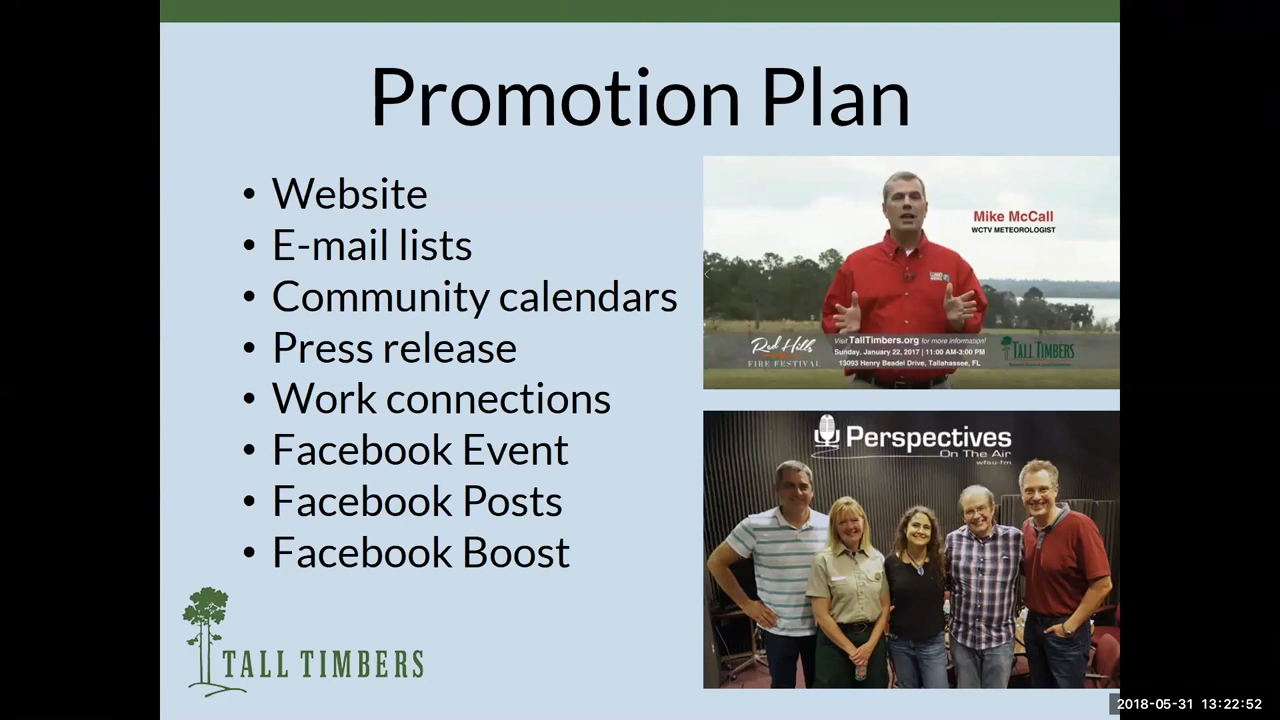 Promotion Plan
• Website
• E-mail lists
• Community calendars
• Press release
• Work connections
• Facebook Event
• Facebook Posts
• Facebook Boost
TALL TIMBERS
Mike McCall
WCTV METEOROLOGIST
Red Hills
FIRE FESTIVAL
Visit TallTimbers.org for more information!
Sunday, January 22, 2017 | 11:00 AM-3:00 PM
13093 Henry Beadel Drive, Tallahassee, FL
TALL TIMBERS
Perspectives
On The Air
wfsu-fm
2018-05-31 13:22:52